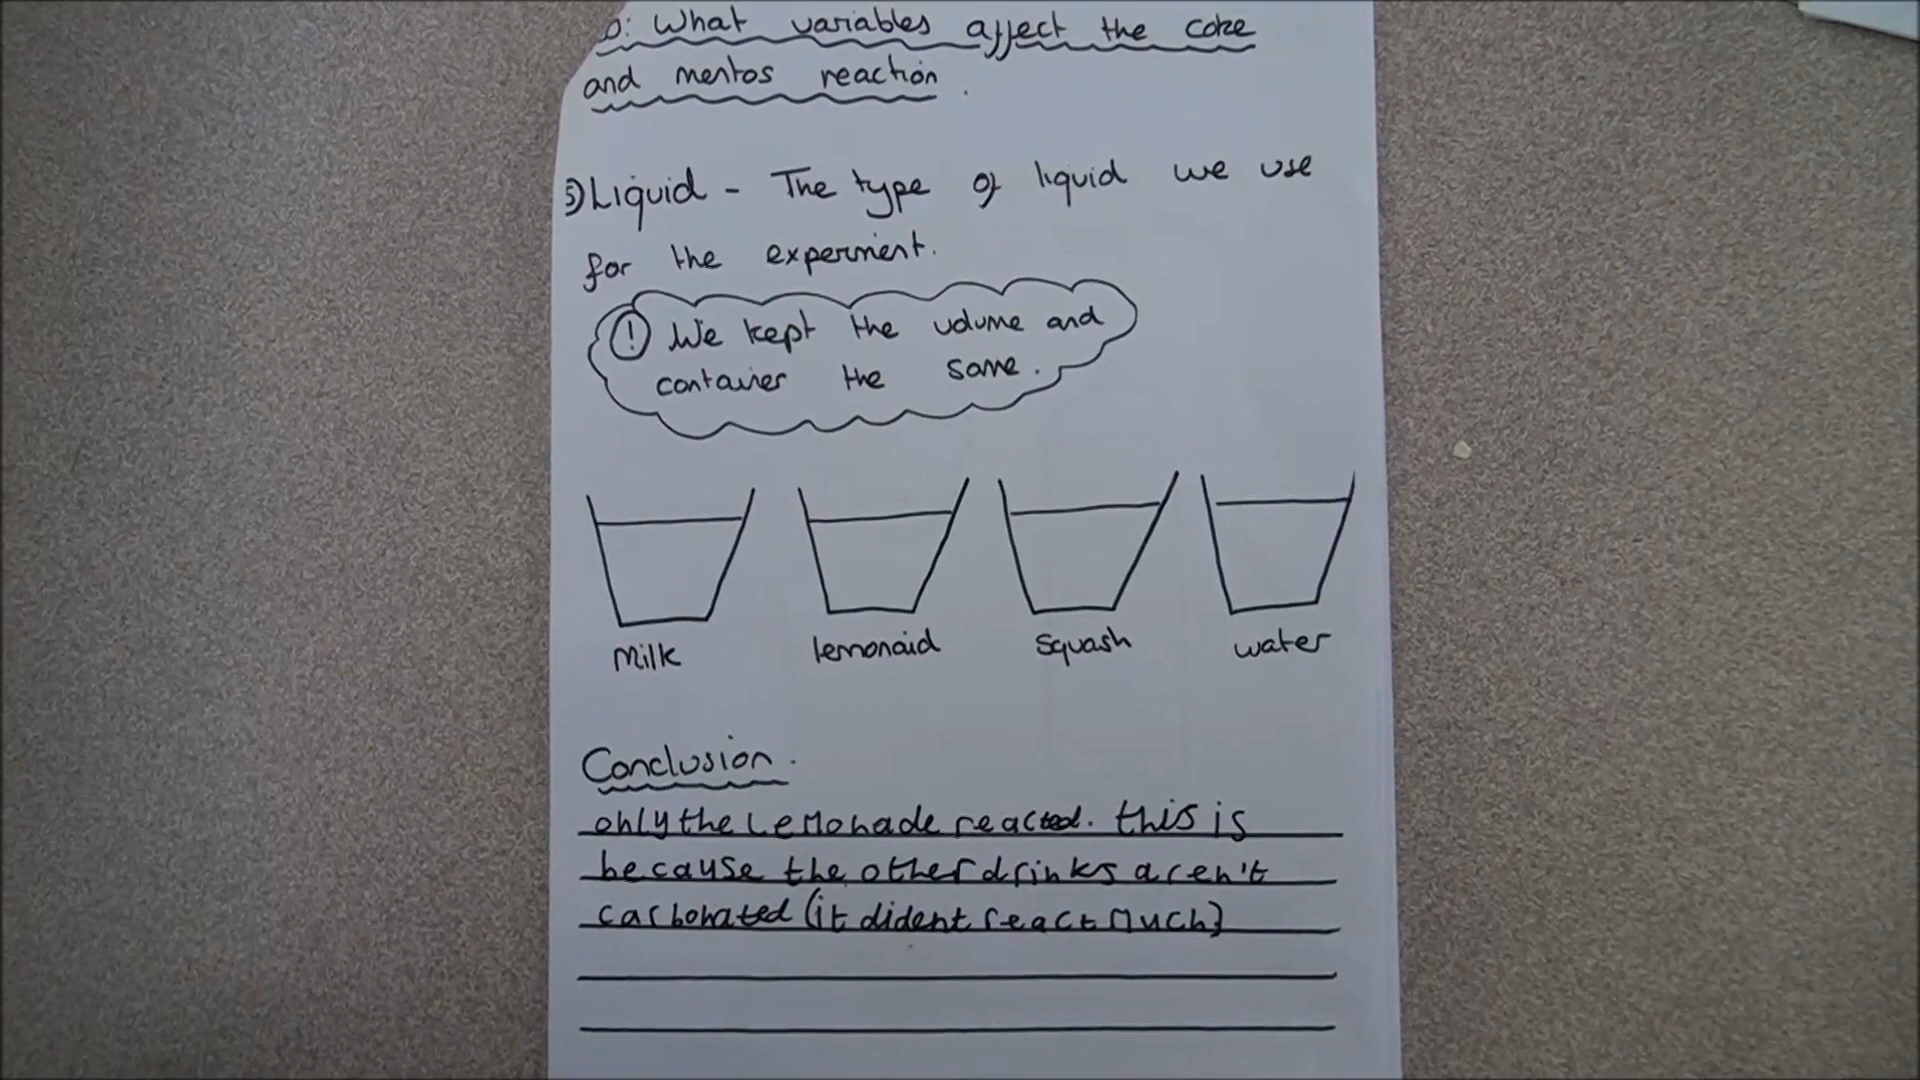 : What variables affect the coke
and mentos reaction.
5) Liquid - The type of liquid we use
for the experiment.
! We kept the volume and
container the same.
Milk lemonaid Squash water
Conclusion.
only the Lemonade reacted. this is
because the other drinks aren't
carbonated (it dident react Much)